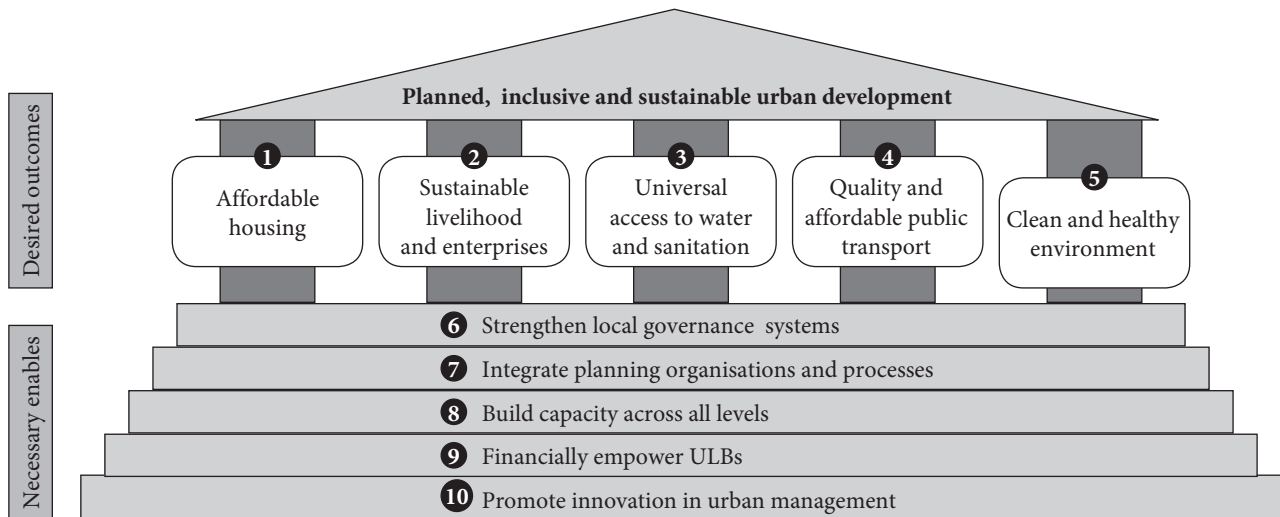 Planned, inclusive and sustainable urban development
Desired outcomes
1
Affordable
housing
2
Sustainable
livelihood
and enterprises
3
Universal
access to water
and sanitation
4
Quality and
affordable public
transport
5
Clean and healthy
environment
Necessary enables
6 Strengthen local governance systems
7 Integrate planning organisations and processes
8 Build capacity across all levels
9 Financially empower ULBs
10 Promote innovation in urban management